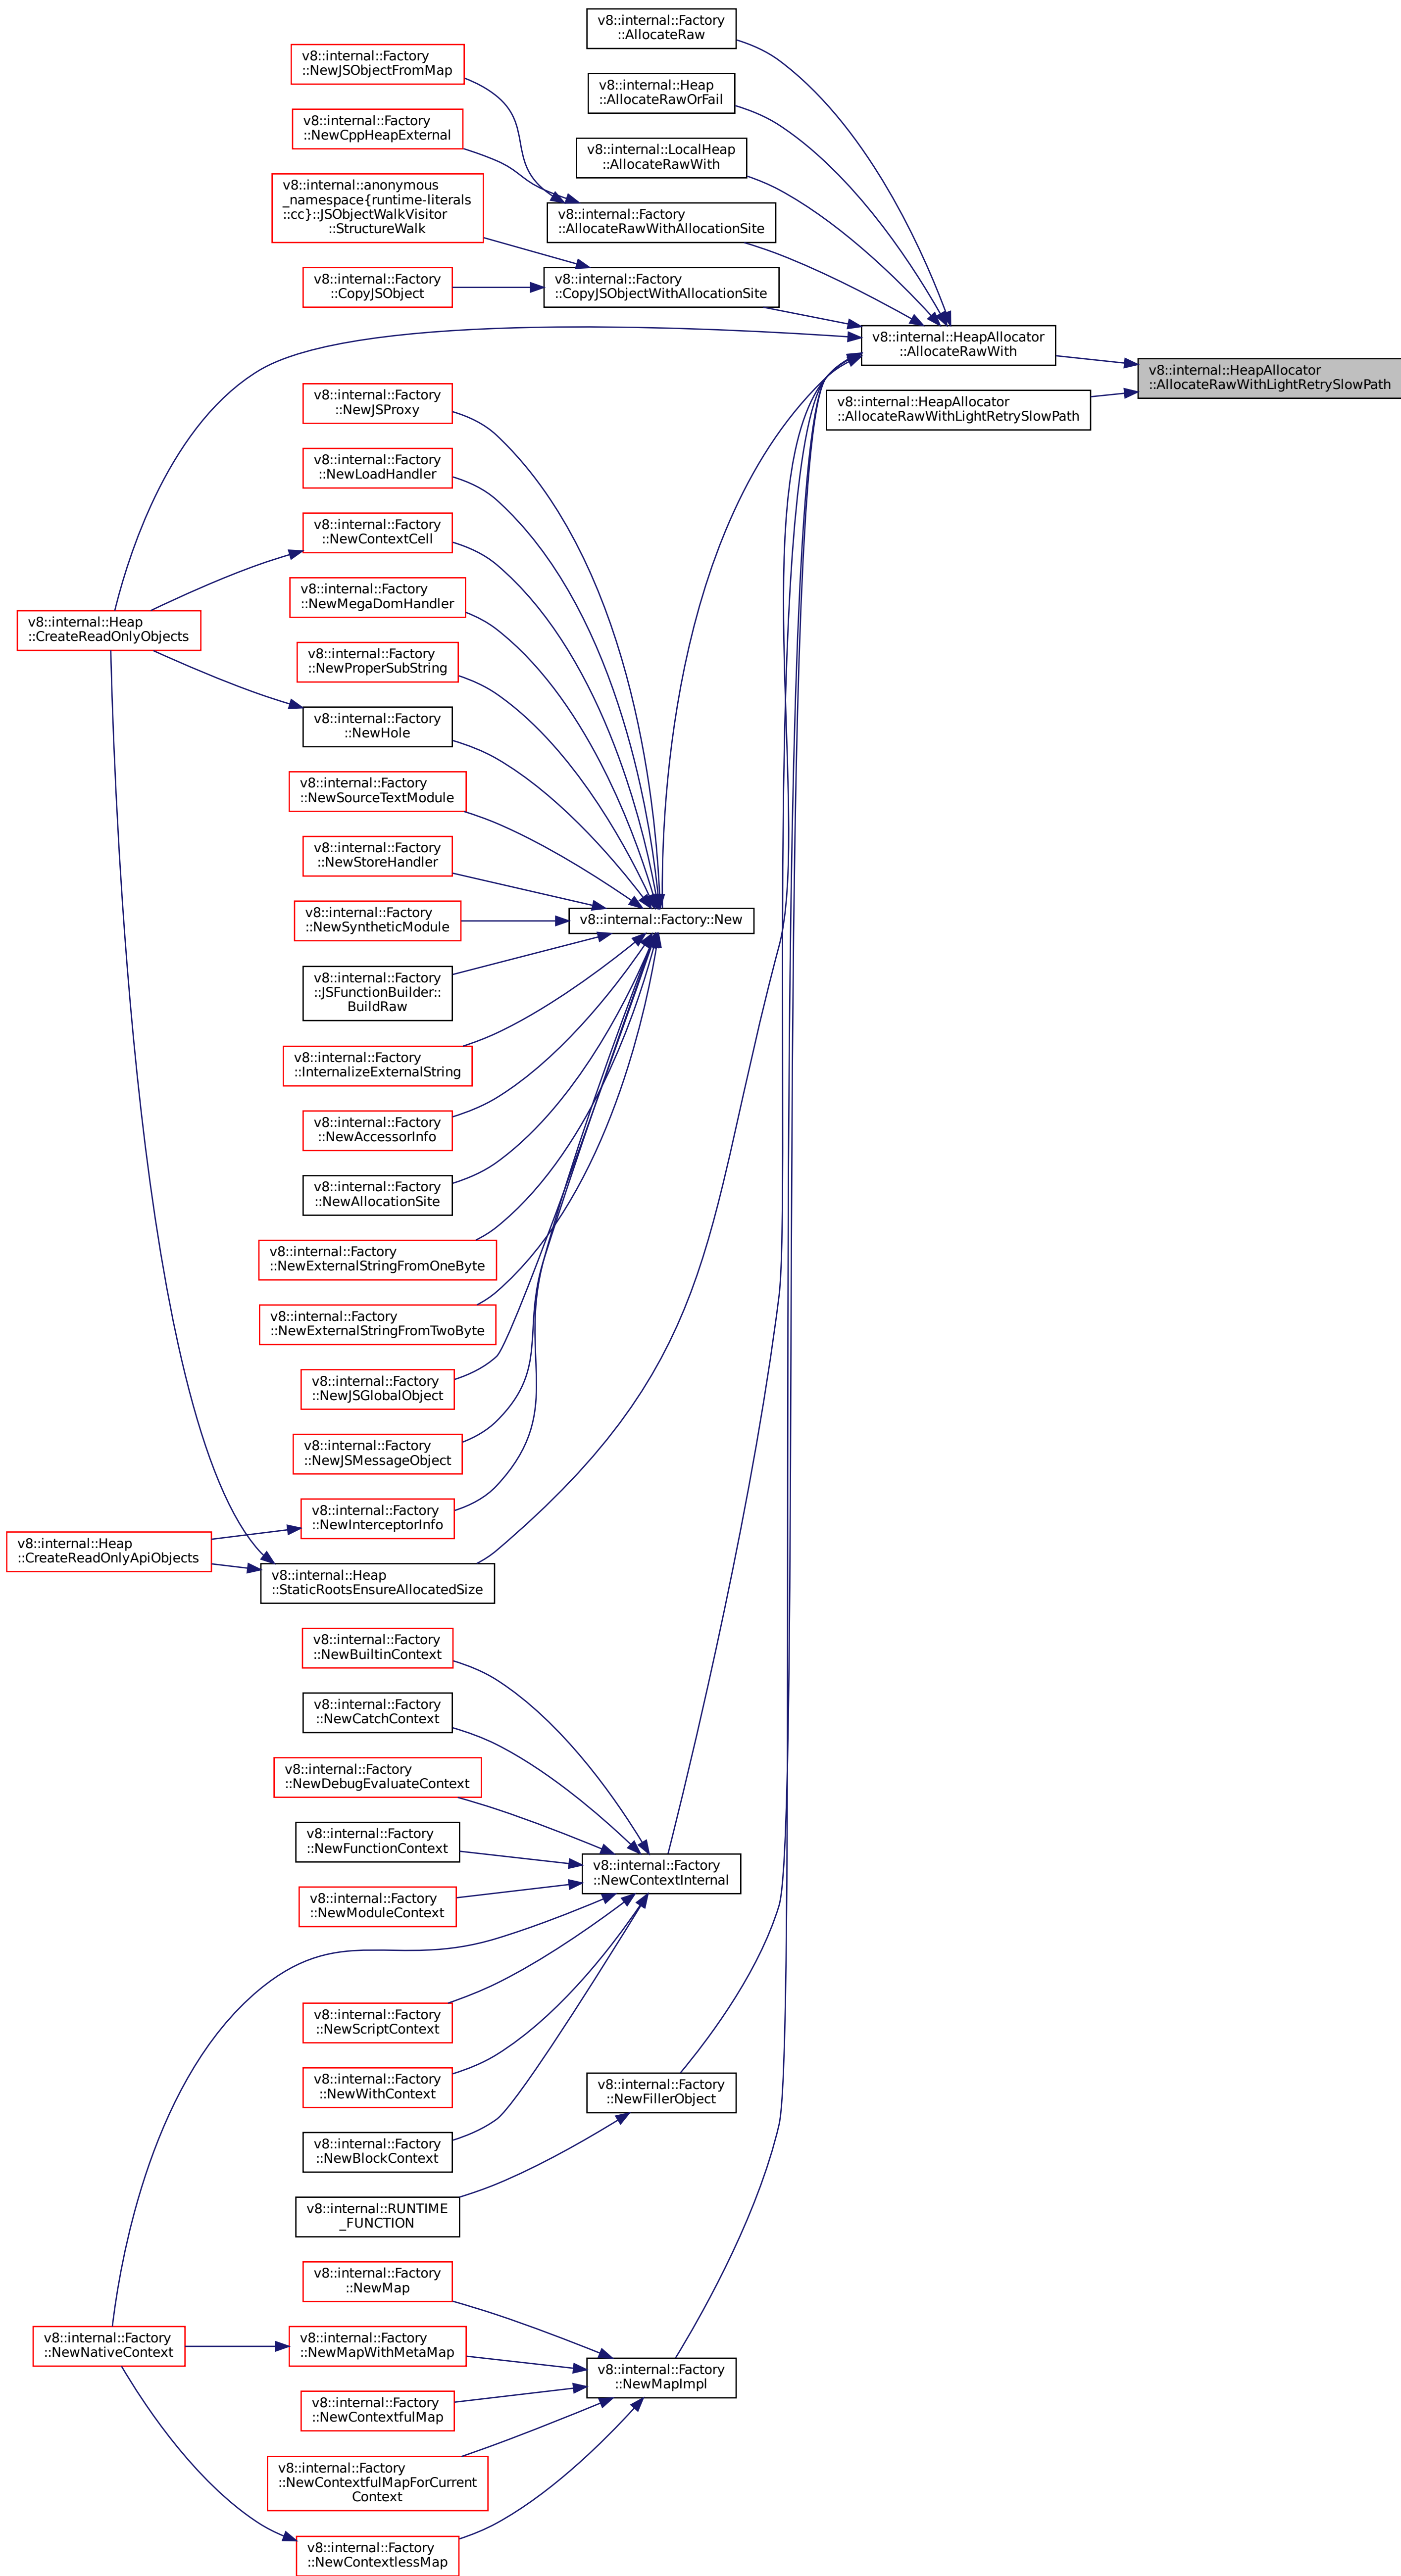 v8::internal::Factory
::AllocateRaw
v8::internal::Factory
::NewJSObjectFromMap
v8::internal::Heap
::AllocateRawOrFail
v8::internal::Factory
::NewCppHeapExternal
v8::internal::LocalHeap
::AllocateRawWith
v8::internal::anonymous
_namespace{runtime-literals
::cc}::JSObjectWalkVisitor
::StructureWalk
v8::internal::Factory
::AllocateRawWithAllocationSite
v8::internal::Factory
::CopyJSObject
v8::internal::Factory
::CopyJSObjectWithAllocationSite
v8::internal::HeapAllocator
::AllocateRawWith
v8::internal::HeapAllocator
::AllocateRawWithLightRetrySlowPath
v8::internal::Factory
::NewJSProxy
v8::internal::HeapAllocator
::AllocateRawWithLightRetrySlowPath
v8::internal::Factory
::NewLoadHandler
v8::internal::Factory
::NewContextCell
v8::internal::Factory
::NewMegaDomHandler
v8::internal::Heap
::CreateReadOnlyObjects
v8::internal::Factory
::NewProperSubString
v8::internal::Factory
::NewHole
v8::internal::Factory
::NewSourceTextModule
v8::internal::Factory
::NewStoreHandler
v8::internal::Factory
::NewSyntheticModule
v8::internal::Factory::New
v8::internal::Factory
::JSFunctionBuilder::
BuildRaw
v8::internal::Factory
::InternalizeExternalString
v8::internal::Factory
::NewAccessorInfo
v8::internal::Factory
::NewAllocationSite
v8::internal::Factory
::NewExternalStringFromOneByte
v8::internal::Factory
::NewExternalStringFromTwoByte
v8::internal::Factory
::NewJSGlobalObject
v8::internal::Factory
::NewJSMessageObject
v8::internal::Factory
::NewInterceptorInfo
v8::internal::Heap
::CreateReadOnlyApiObjects
v8::internal::Heap
::StaticRootsEnsureAllocatedSize
v8::internal::Factory
::NewBuiltinContext
v8::internal::Factory
::NewCatchContext
v8::internal::Factory
::NewDebugEvaluateContext
v8::internal::Factory
::NewFunctionContext
v8::internal::Factory
::NewContextInternal
v8::internal::Factory
::NewModuleContext
v8::internal::Factory
::NewScriptContext
v8::internal::Factory
::NewWithContext
v8::internal::Factory
::NewFillerObject
v8::internal::Factory
::NewBlockContext
v8::internal::RUNTIME
_FUNCTION
v8::internal::Factory
::NewMap
v8::internal::Factory
::NewNativeContext
v8::internal::Factory
::NewMapWithMetaMap
v8::internal::Factory
::NewMapImpl
v8::internal::Factory
::NewContextfulMap
v8::internal::Factory
::NewContextfulMapForCurrent
Context
v8::internal::Factory
::NewContextlessMap